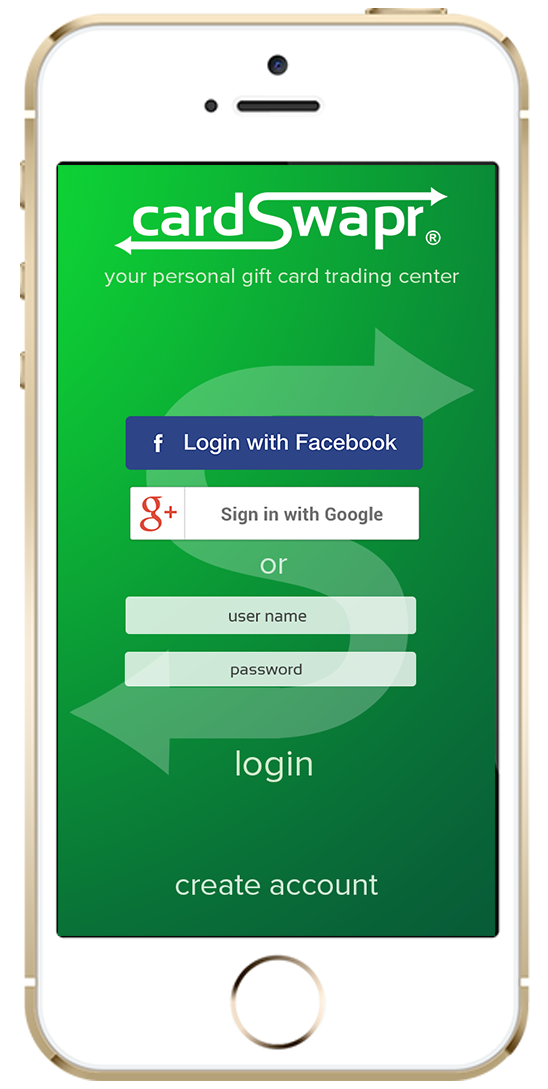 cardSwapr®
your personal gift card trading center
f Login with Facebook
g+ Sign in with Google
or
user name
password
login
create account